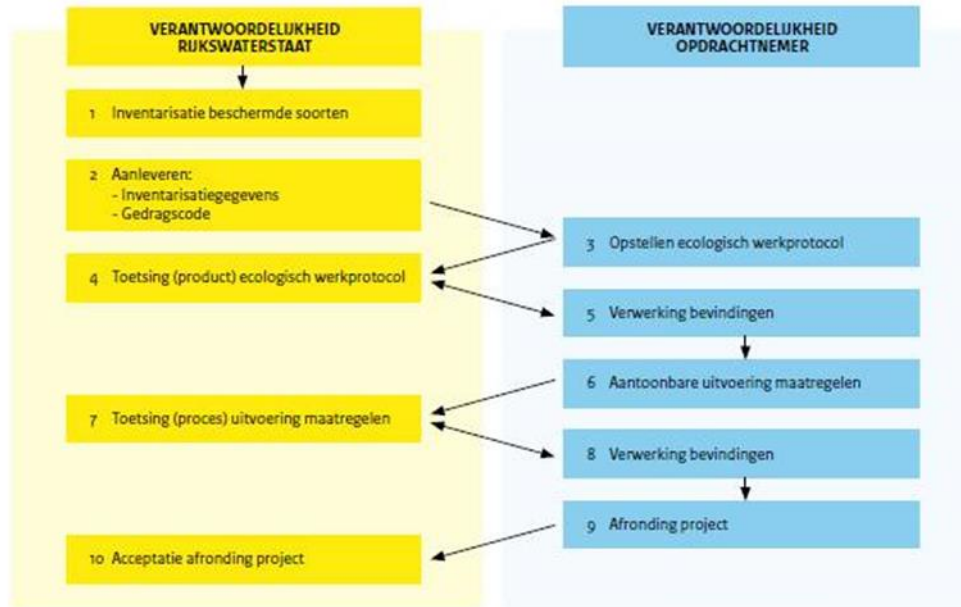 VERANTWOORDELIJKHEID
RIJKSWATERSTAAT
VERANTWOORDELIJKHEID
OPDRACHTNEMER
1 Inventarisatie beschermde soorten
2 Aanleveren:
- Inventarisatiegegevens
- Gedragscode
3 Opstellen ecologisch werkprotocol
4 Toetsing (product) ecologisch werkprotocol
5 Verwerking bevindingen
6 Aantoonbare uitvoering maatregelen
7 Toetsing (proces) uitvoering maatregelen
8 Verwerking bevindingen
9 Afronding project
10 Acceptatie afronding project